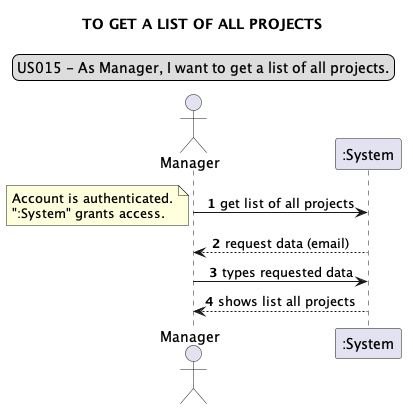 TO GET A LIST OF ALL PROJECTS
US015 - As Manager, I want to get a list of all projects.
Manager
:System
Account is authenticated.
":System" grants access.
1 get list of all projects
2 request data (email)
3 types requested data
4 shows list all projects
Manager
:System